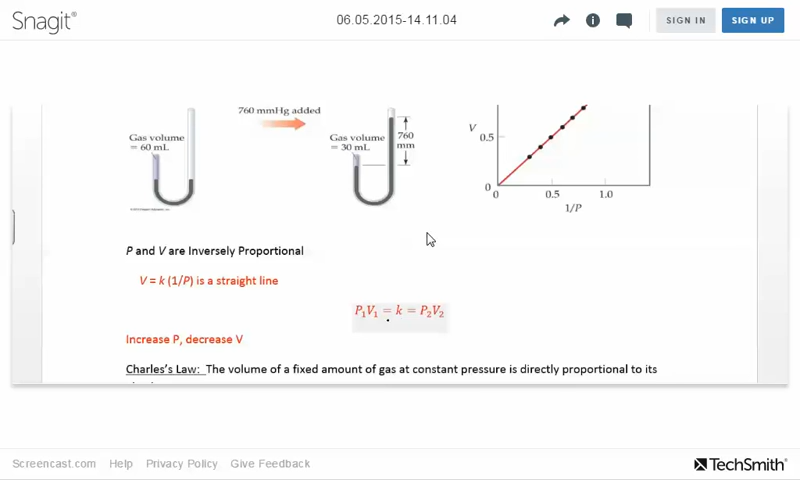 Snagit®
06.05.2015-14.11.04
SIGN IN
SIGN UP
760 mmHg added
Gas volume
= 60 mL
Gas volume
= 30 mL
760
mm
V
0.5
0
0
0.5
1.0
1/P
P and V are Inversely Proportional
V = k (1/P) is a straight line
P₁V₁ = k = P₂V₂
Increase P, decrease V
Charles's Law: The volume of a fixed amount of gas at constant pressure is directly proportional to its
Screencast.com
Help
Privacy Policy
Give Feedback
TechSmith®